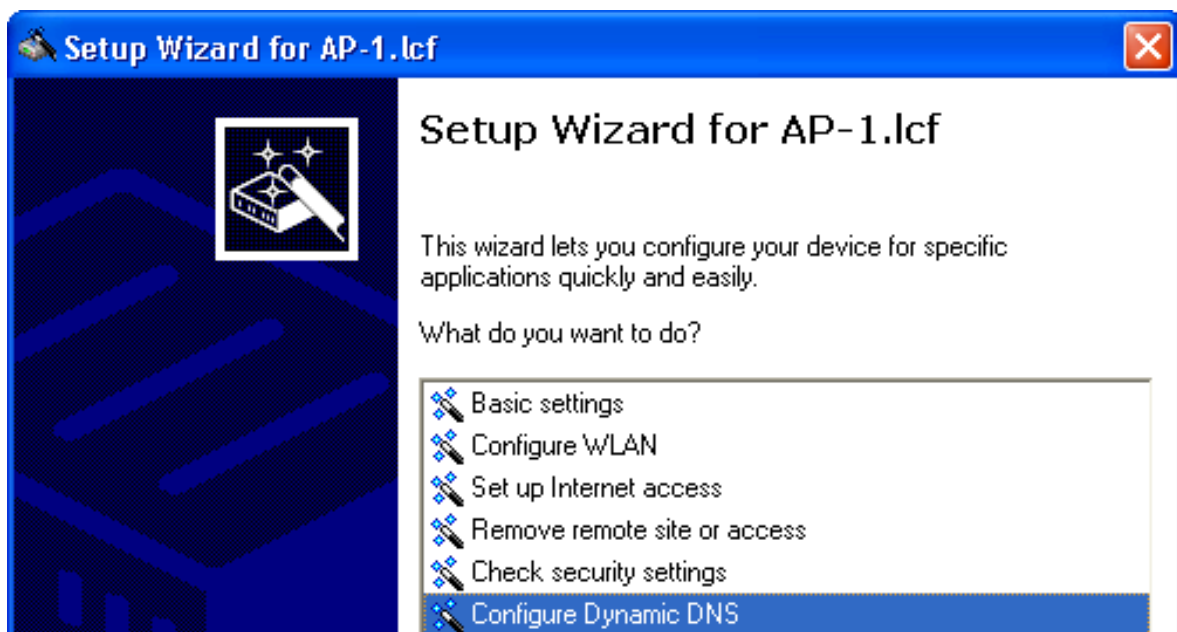 Setup Wizard for AP-1.lcf
Setup Wizard for AP-1.lcf
This wizard lets you configure your device for specific
applications quickly and easily.
What do you want to do?
Basic settings
Configure WLAN
Set up Internet access
Remove remote site or access
Check security settings
Configure Dynamic DNS